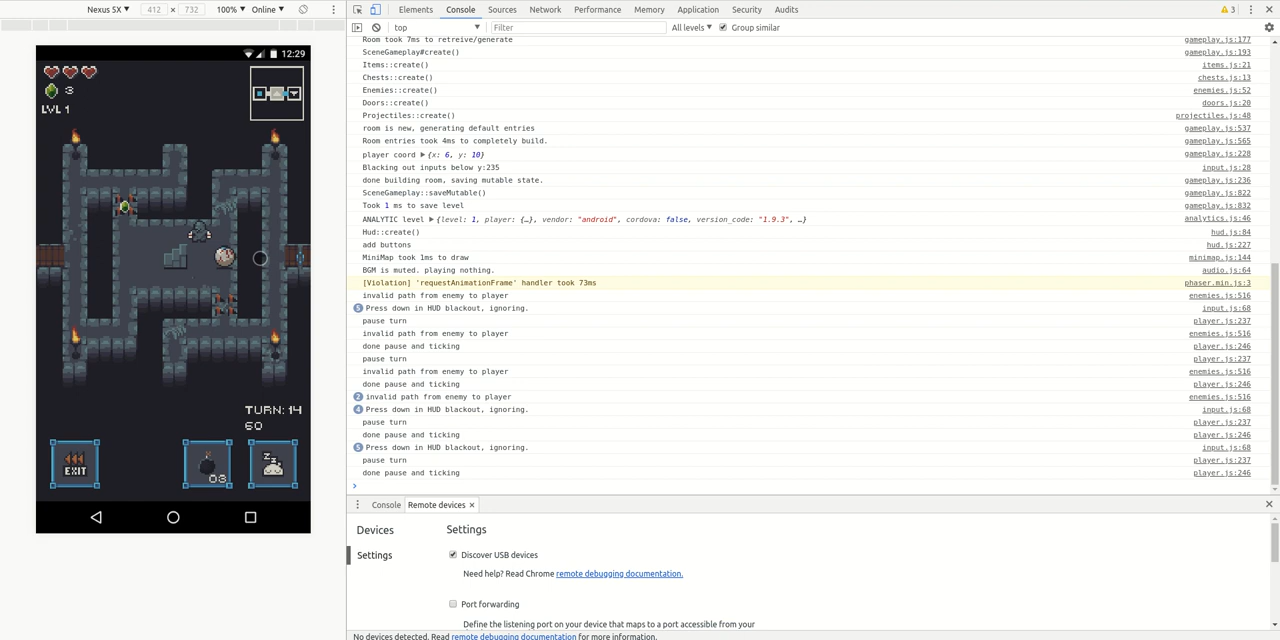 Nexus 5X ▼ 412 × 732 100% ▼ Online ▼
Elements Console Sources Network Performance Memory Application Security Audits 3
top ▼ Filter All levels ▼ Group similar
12:29
3
LVL 1
TURN: 14
60
EXIT
X
03
Room took 7ms to retreive/generate gameplay.js:177
SceneGameplay#create() gameplay.js:193
Items::create() items.js:21
Chests::create() chests.js:13
Enemies::create() enemies.js:52
Doors::create() doors.js:20
Projectiles::create() projectiles.js:48
room is new, generating default entries gameplay.js:537
Room entries took 4ms to completely build. gameplay.js:565
player coord ▶{x: 6, y: 10} gameplay.js:228
Blacking out inputs below y:235 input.js:28
done building room, saving mutable state. gameplay.js:236
SceneGameplay::saveMutable() gameplay.js:822
Took 1 ms to save level gameplay.js:832
ANALYTIC level ▶{level: 1, player: {…}, vendor: "android", cordova: false, version_code: "1.9.3", …} analytics.js:46
Hud::create() hud.js:84
add buttons hud.js:227
MiniMap took 1ms to draw minimap.js:144
BGM is muted. playing nothing. audio.js:64
[Violation] 'requestAnimationFrame' handler took 73ms phaser.min.js:3
invalid path from enemy to player enemies.js:516
5 Press down in HUD blackout, ignoring. input.js:68
pause turn player.js:237
invalid path from enemy to player enemies.js:516
done pause and ticking player.js:246
pause turn player.js:237
invalid path from enemy to player enemies.js:516
done pause and ticking player.js:246
2 invalid path from enemy to player enemies.js:516
4 Press down in HUD blackout, ignoring. input.js:68
pause turn player.js:237
done pause and ticking player.js:246
5 Press down in HUD blackout, ignoring. input.js:68
pause turn player.js:237
done pause and ticking player.js:246
>
Console Remote devices ×
Devices
Settings
Settings
Discover USB devices
Need help? Read Chrome remote debugging documentation.
Port forwarding
Define the listening port on your device that maps to a port accessible from your
No devices detected. Read remote debugging documentation for more information.